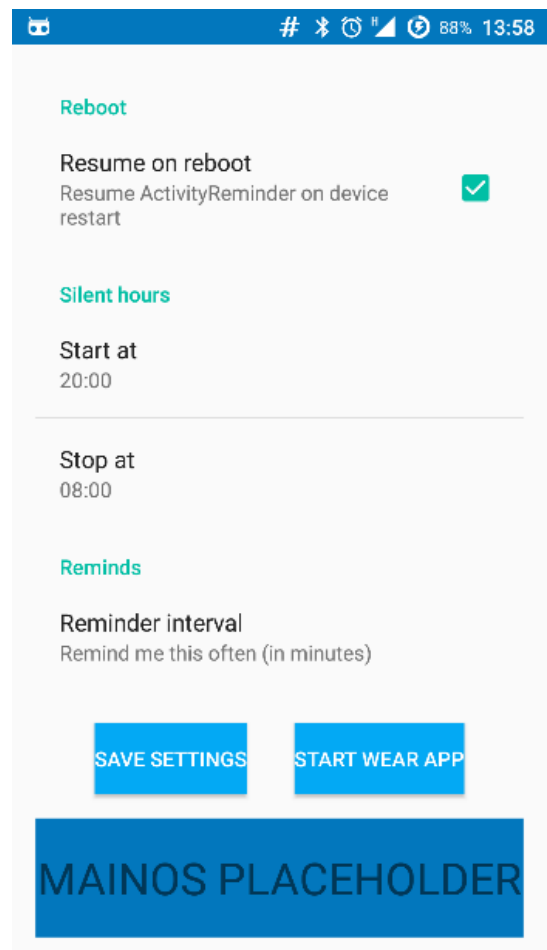 # H 88% 13:58
Reboot
Resume on reboot
Resume ActivityReminder on device
restart
Silent hours
Start at
20:00
Stop at
08:00
Reminds
Reminder interval
Remind me this often (in minutes)
SAVE SETTINGS START WEAR APP
MAINOS PLACEHOLDER